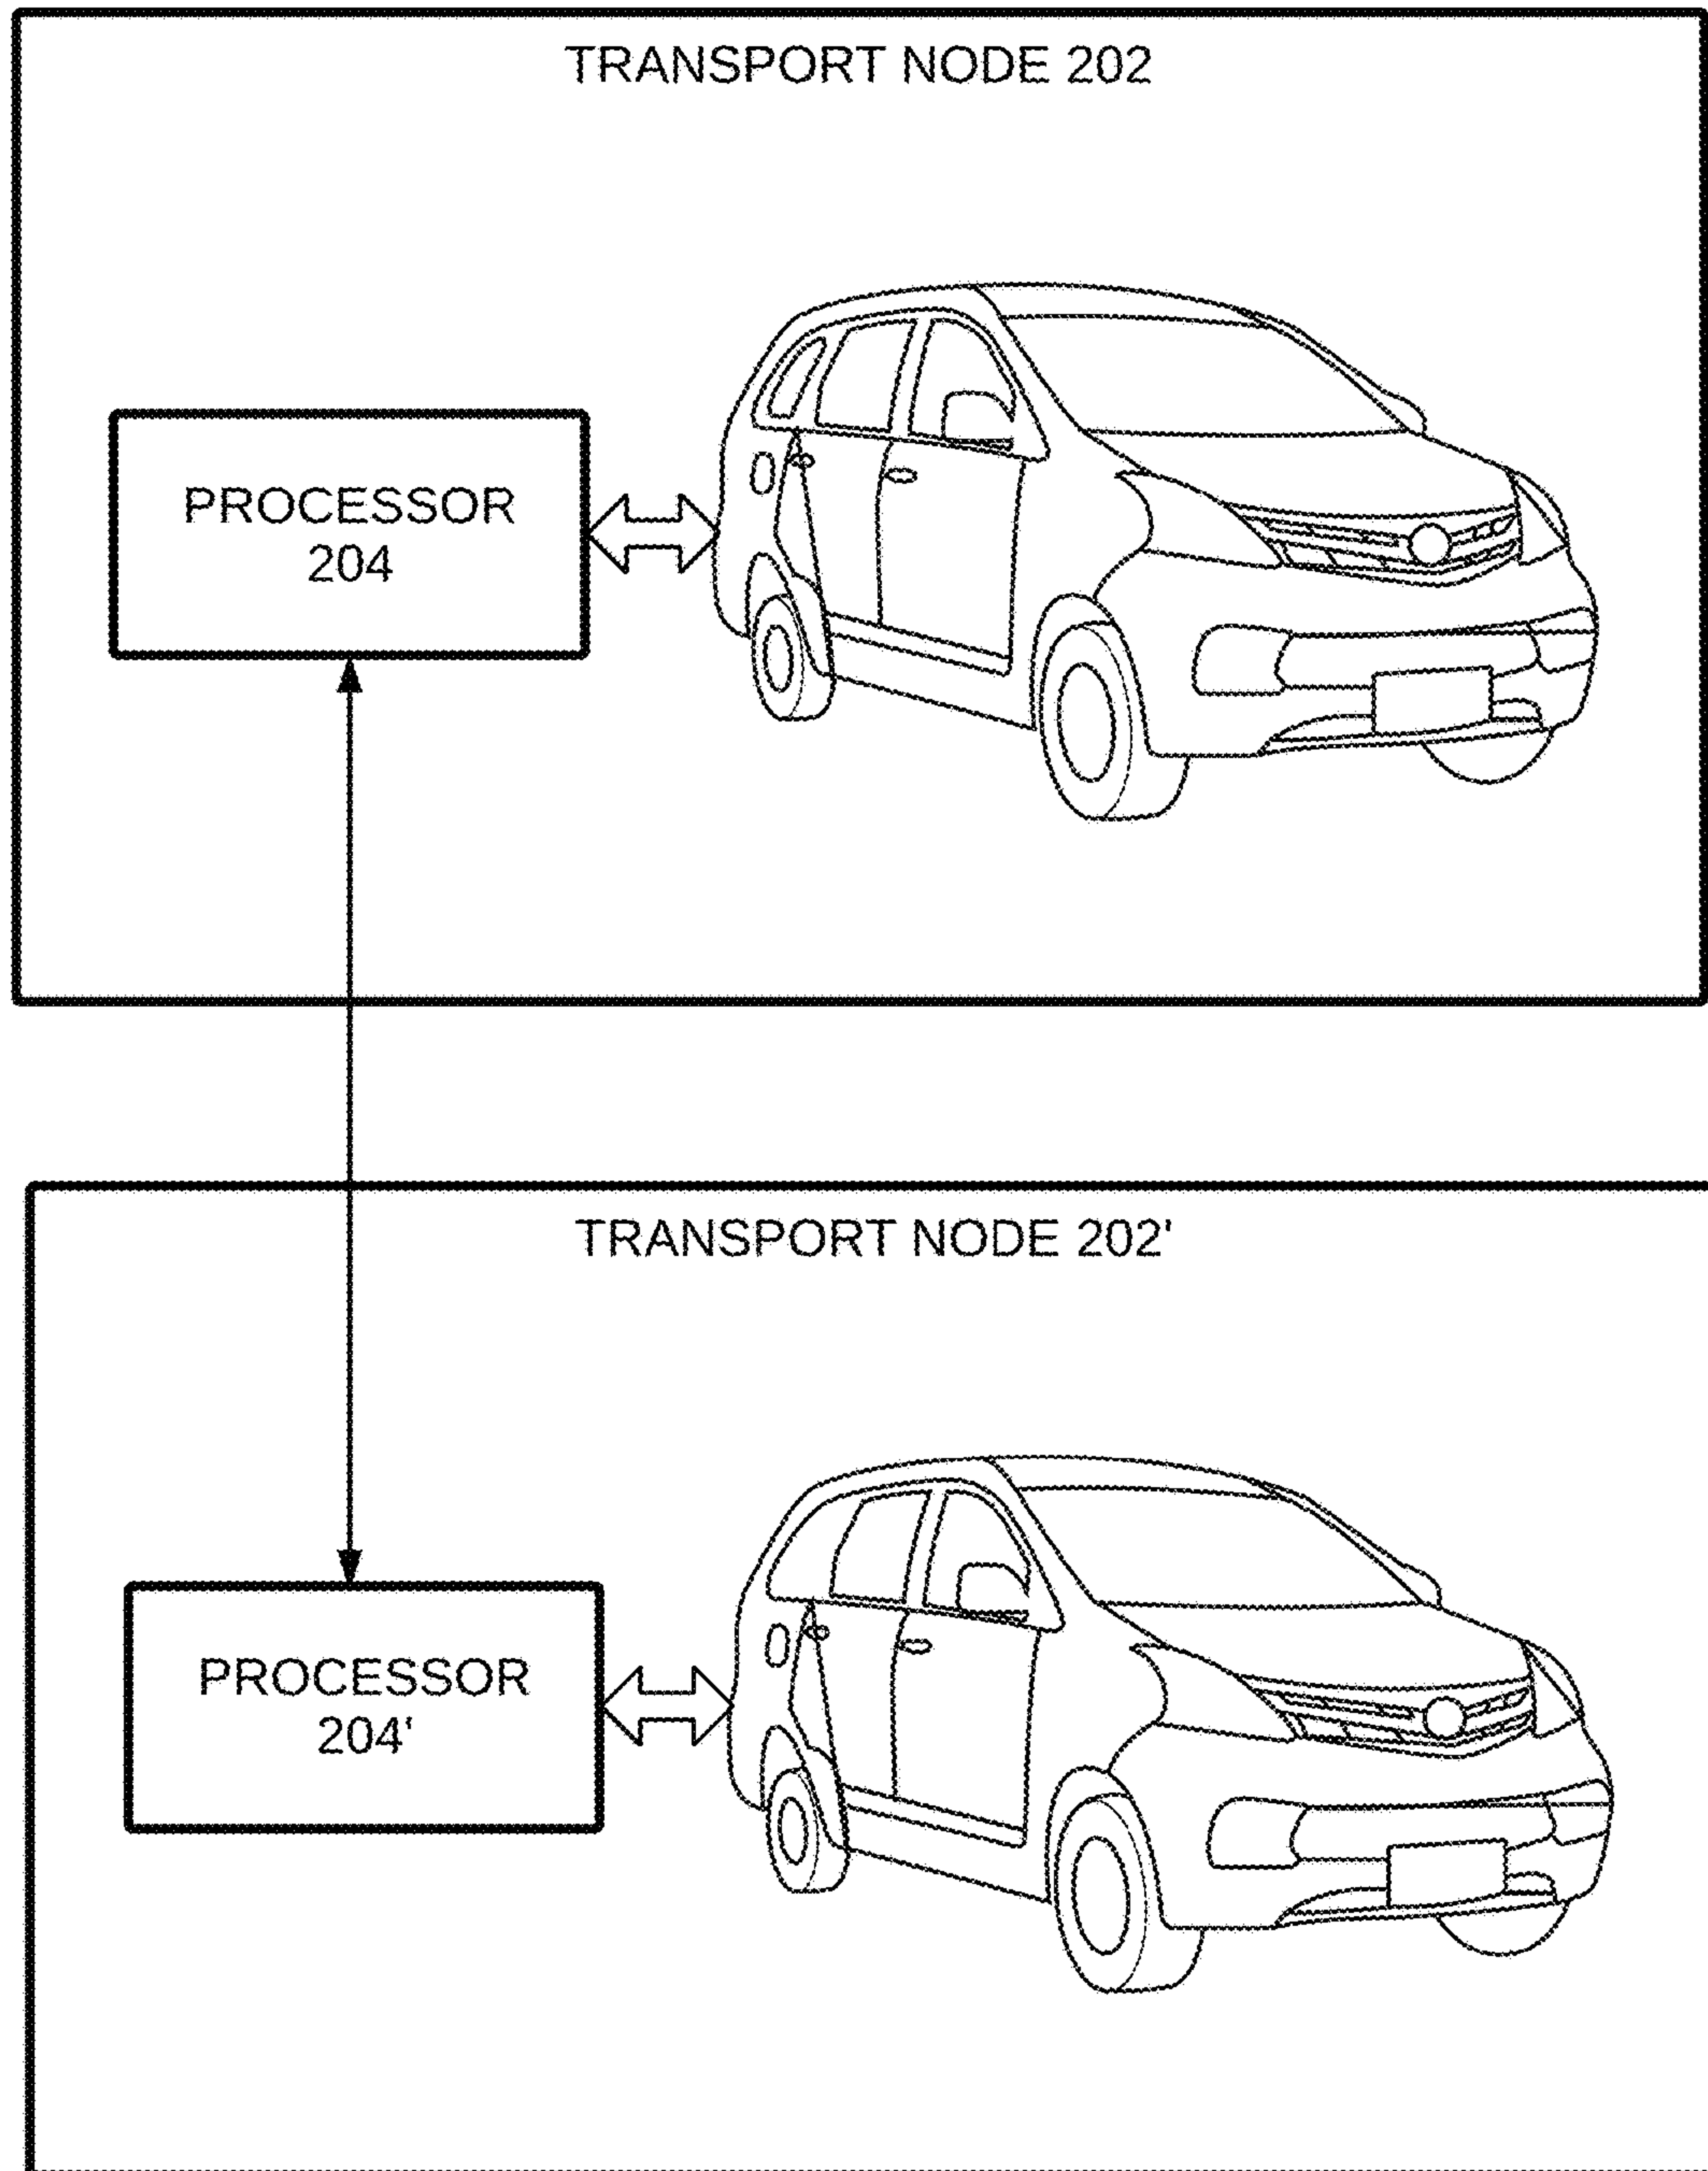 TRANSPORT NODE 202
PROCESSOR
204
TRANSPORT NODE 202'
PROCESSOR
204'